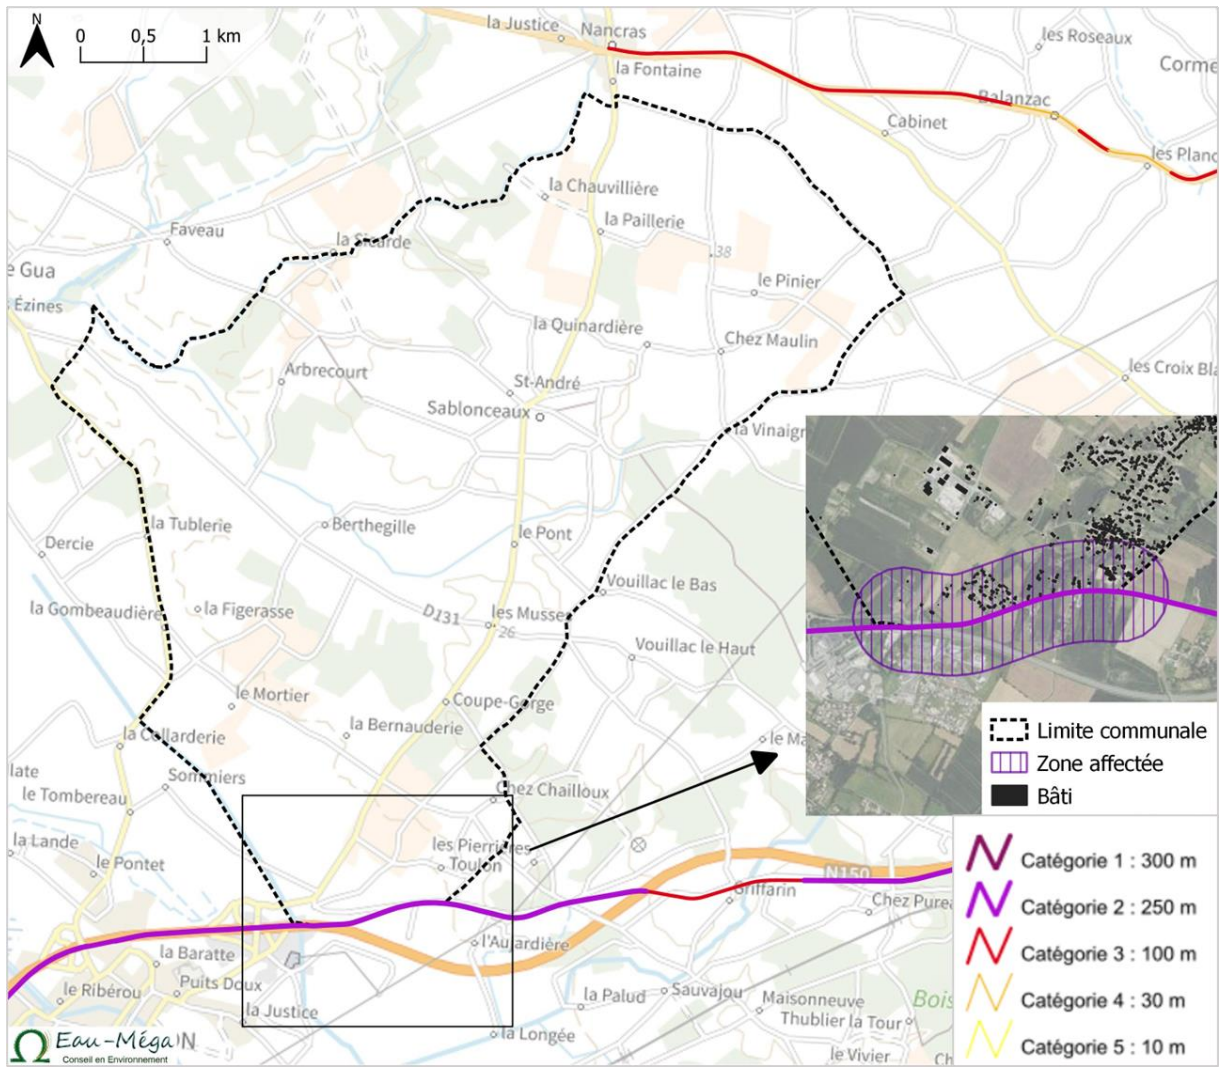 N
0 0,5 1 km
la Justice
Nancras
les Roseaux
la Fontaine
Corme
Balanzac
Cabinet
les Planc
la Chauvillière
la Paillerie
Faveau
la Sicarde
.38
e Gua
le Pinier
Ézines
la Quinardière
Chez Maulin
Arbrecourt
St-André
les Croix Bla
Sablonceaux
la Vinaigr
la Tublerie
Berthegille
le Pont
Dercie
Vouillac le Bas
la Gombeaudière
la Figerasse
D131
les Musse
26
Vouillac le Haut
le Mortier
Coupe-Gorge
la Bernauderie
la Collarderie
le Ma
Limite communale
Zone affectée
Bâti
late
Sommiers
le Tombereau
Chez Chailloux
la Lande
les Pierrières
Toulon
le Pontet
N150
Griffarin
Chez Pure
la Baratte
l'Aujardière
Puits Doux
le Ribérou
la Justice
la Palud
Sauvajou
Maisonneuve
Bois
Thublier la Tour
la Longée
le Vivier
Ch
Catégorie 1 : 300 m
Catégorie 2 : 250 m
Catégorie 3 : 100 m
Catégorie 4 : 30 m
Catégorie 5 : 10 m
Eau-Méga
N
Conseil en Environnement